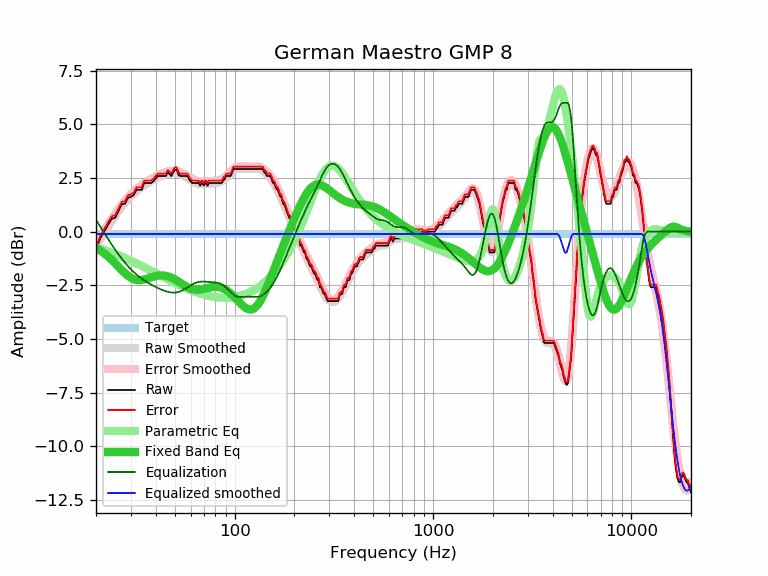 German Maestro GMP 8
7.5
5.0
2.5
0.0
−2.5
−5.0
−7.5
−10.0
−12.5
Amplitude (dBr)
Target
Raw Smoothed
Error Smoothed
Raw
Error
Parametric Eq
Fixed Band Eq
Equalization
Equalized smoothed
100
1000
10000
Frequency (Hz)